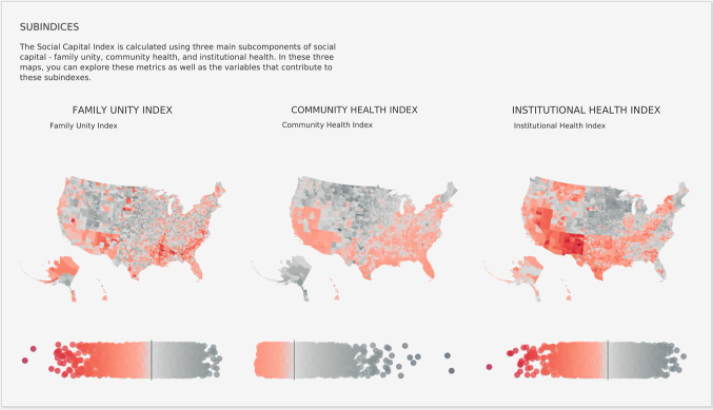 SUBINDICES
The Social Capital Index is calculated using three main subcomponents of social
capital - family unity, community health, and institutional health. In these three
maps, you can explore these metrics as well as the variables that contribute to
these subindexes.
FAMILY UNITY INDEX
Family Unity Index
COMMUNITY HEALTH INDEX
Community Health Index
INSTITUTIONAL HEALTH INDEX
Institutional Health Index